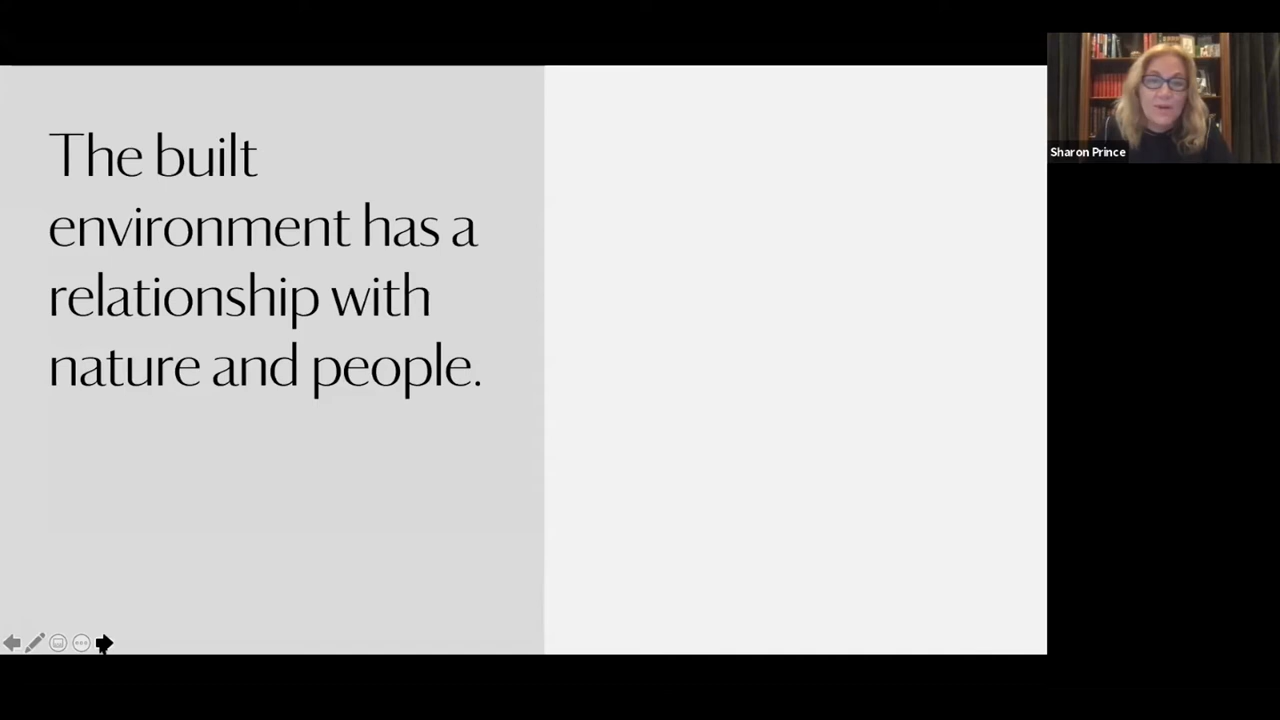 The built
environment has a
relationship with
nature and people.
Sharon Prince